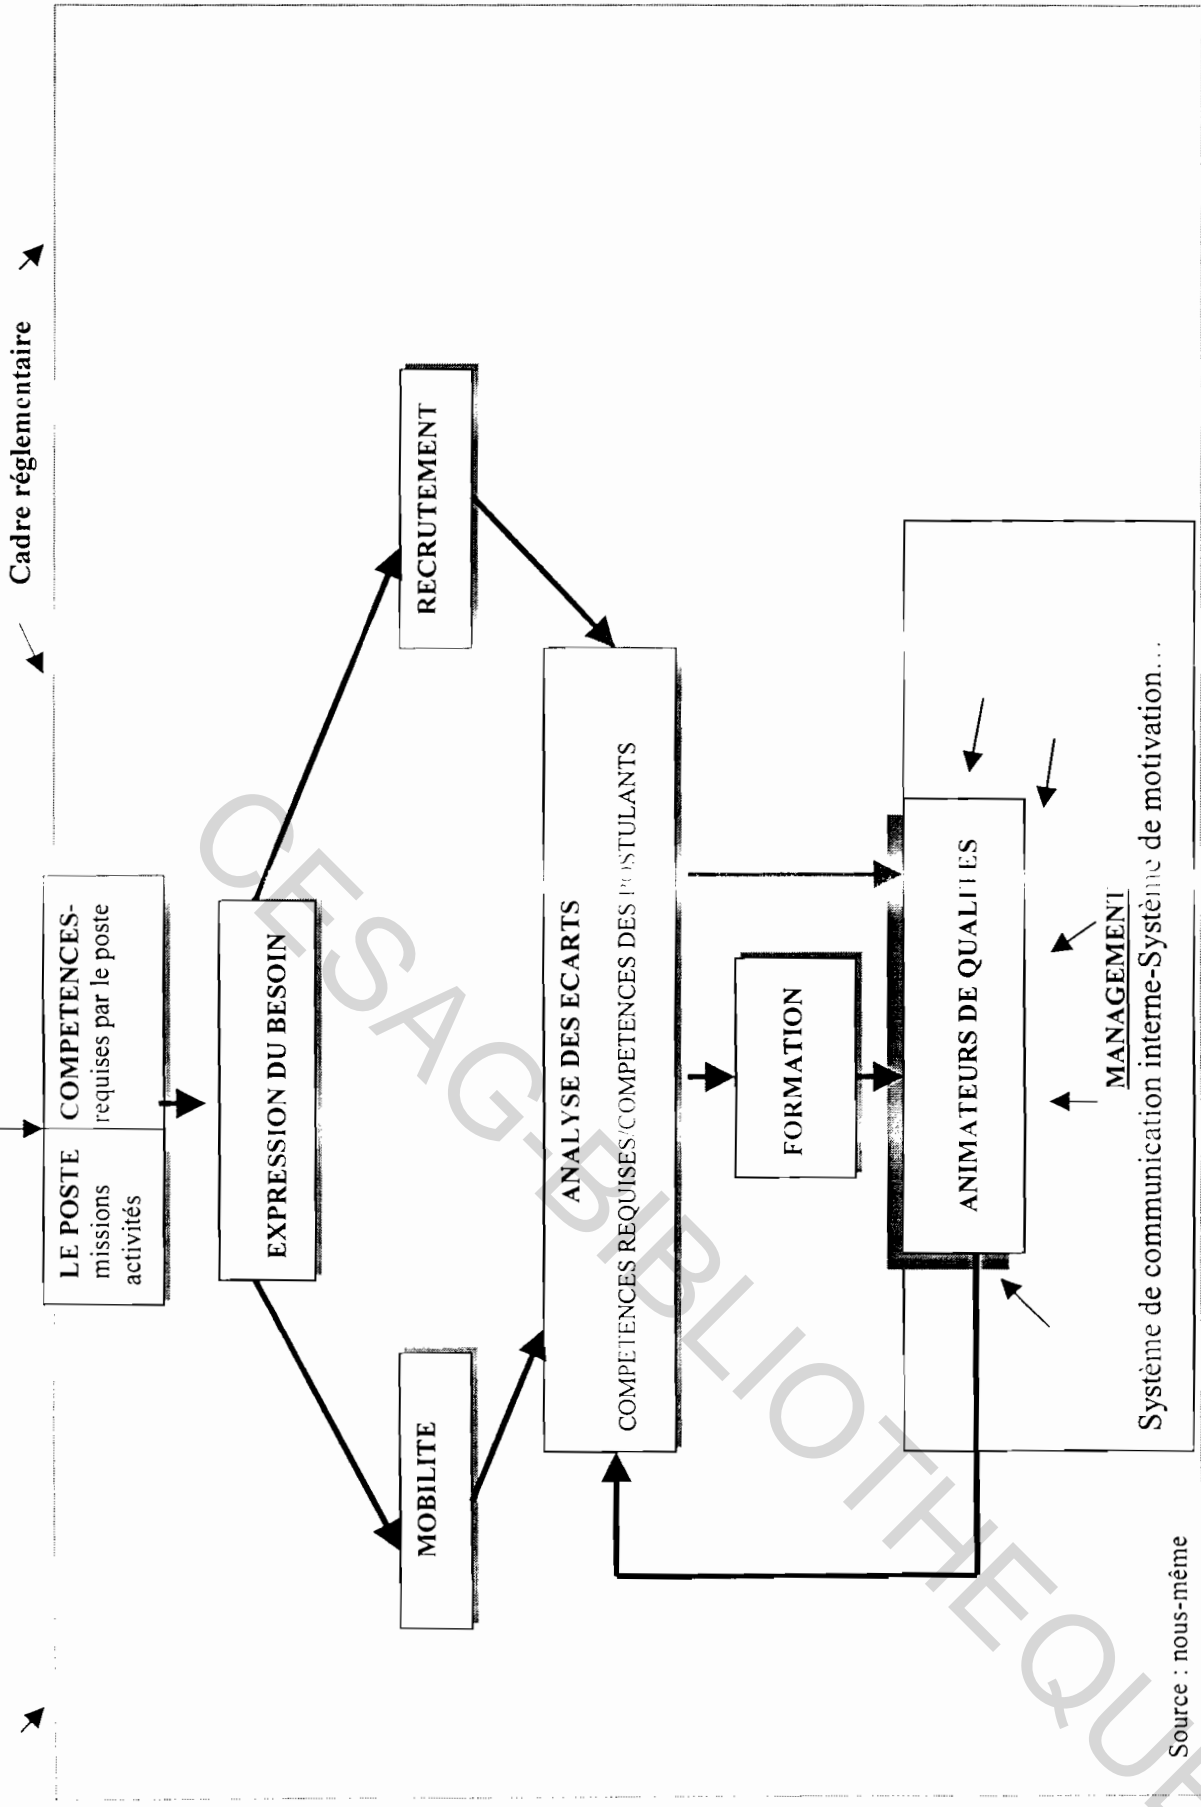 Cadre réglementaire
LE POSTE
missions
activités
COMPETENCES-
requises par le poste
EXPRESSION DU BESOIN
MOBILITE
RECRUTEMENT
ANALYSE DES ECARTS
COMPETENCES REQUISES/COMPETENCES DES POSTULANTS
FORMATION
ANIMATEURS DE QUALITES
MANAGEMENT
Système de communication interne-Système de motivation…
Source : nous-même
CESAG-BIBLIOTHEQUE